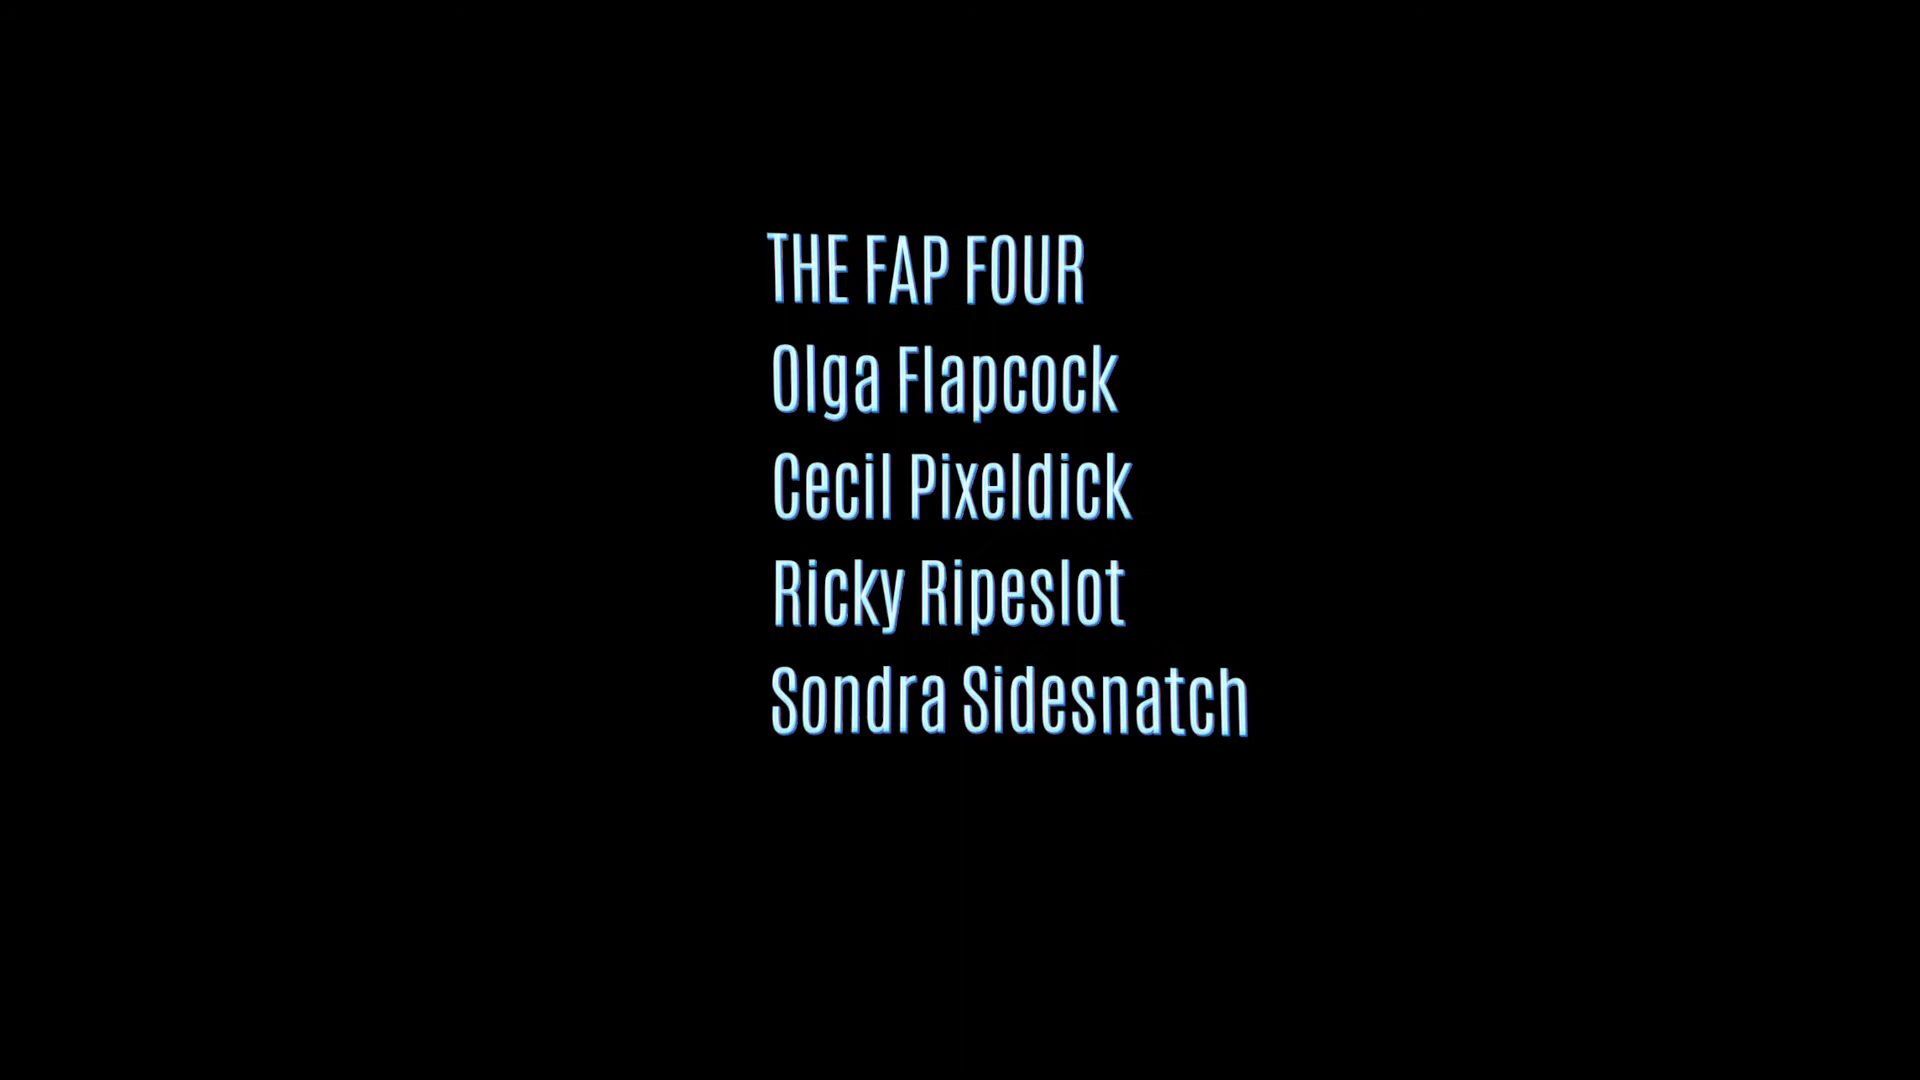 THE FAP FOUR
Olga Flapcock
Cecil Pixeldick
Ricky Ripeslot
Sondra Sidesnatch